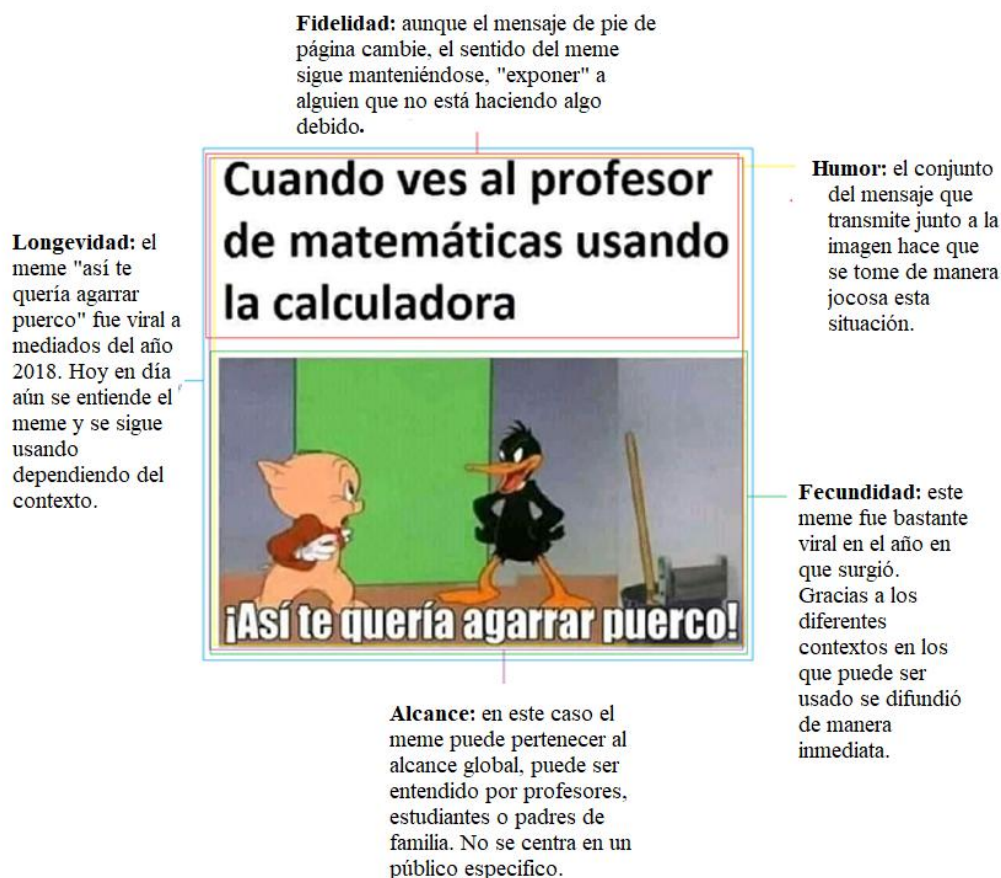 Fidelidad: aunque el mensaje de pie de
página cambie, el sentido del meme
sigue manteniéndose, "exponer" a
alguien que no está haciendo algo
debido.
Longevidad: el
meme "así te
quería agarrar
puerco" fue viral a
mediados del año
2018. Hoy en día
aún se entiende el
meme y se sigue
usando
dependiendo del
contexto.
Cuando ves al profesor
de matemáticas usando
la calculadora
¡Así te quería agarrar puerco!
Humor: el conjunto
del mensaje que
transmite junto a la
imagen hace que
se tome de manera
jocosa esta
situación.
Fecundidad: este
meme fue bastante
viral en el año en
que surgió.
Gracias a los
diferentes
contextos en los
que puede ser
usado se difundió
de manera
inmediata.
Alcance: en este caso el
meme puede pertenecer al
alcance global, puede ser
entendido por profesores,
estudiantes o padres de
familia. No se centra en un
público especifico.